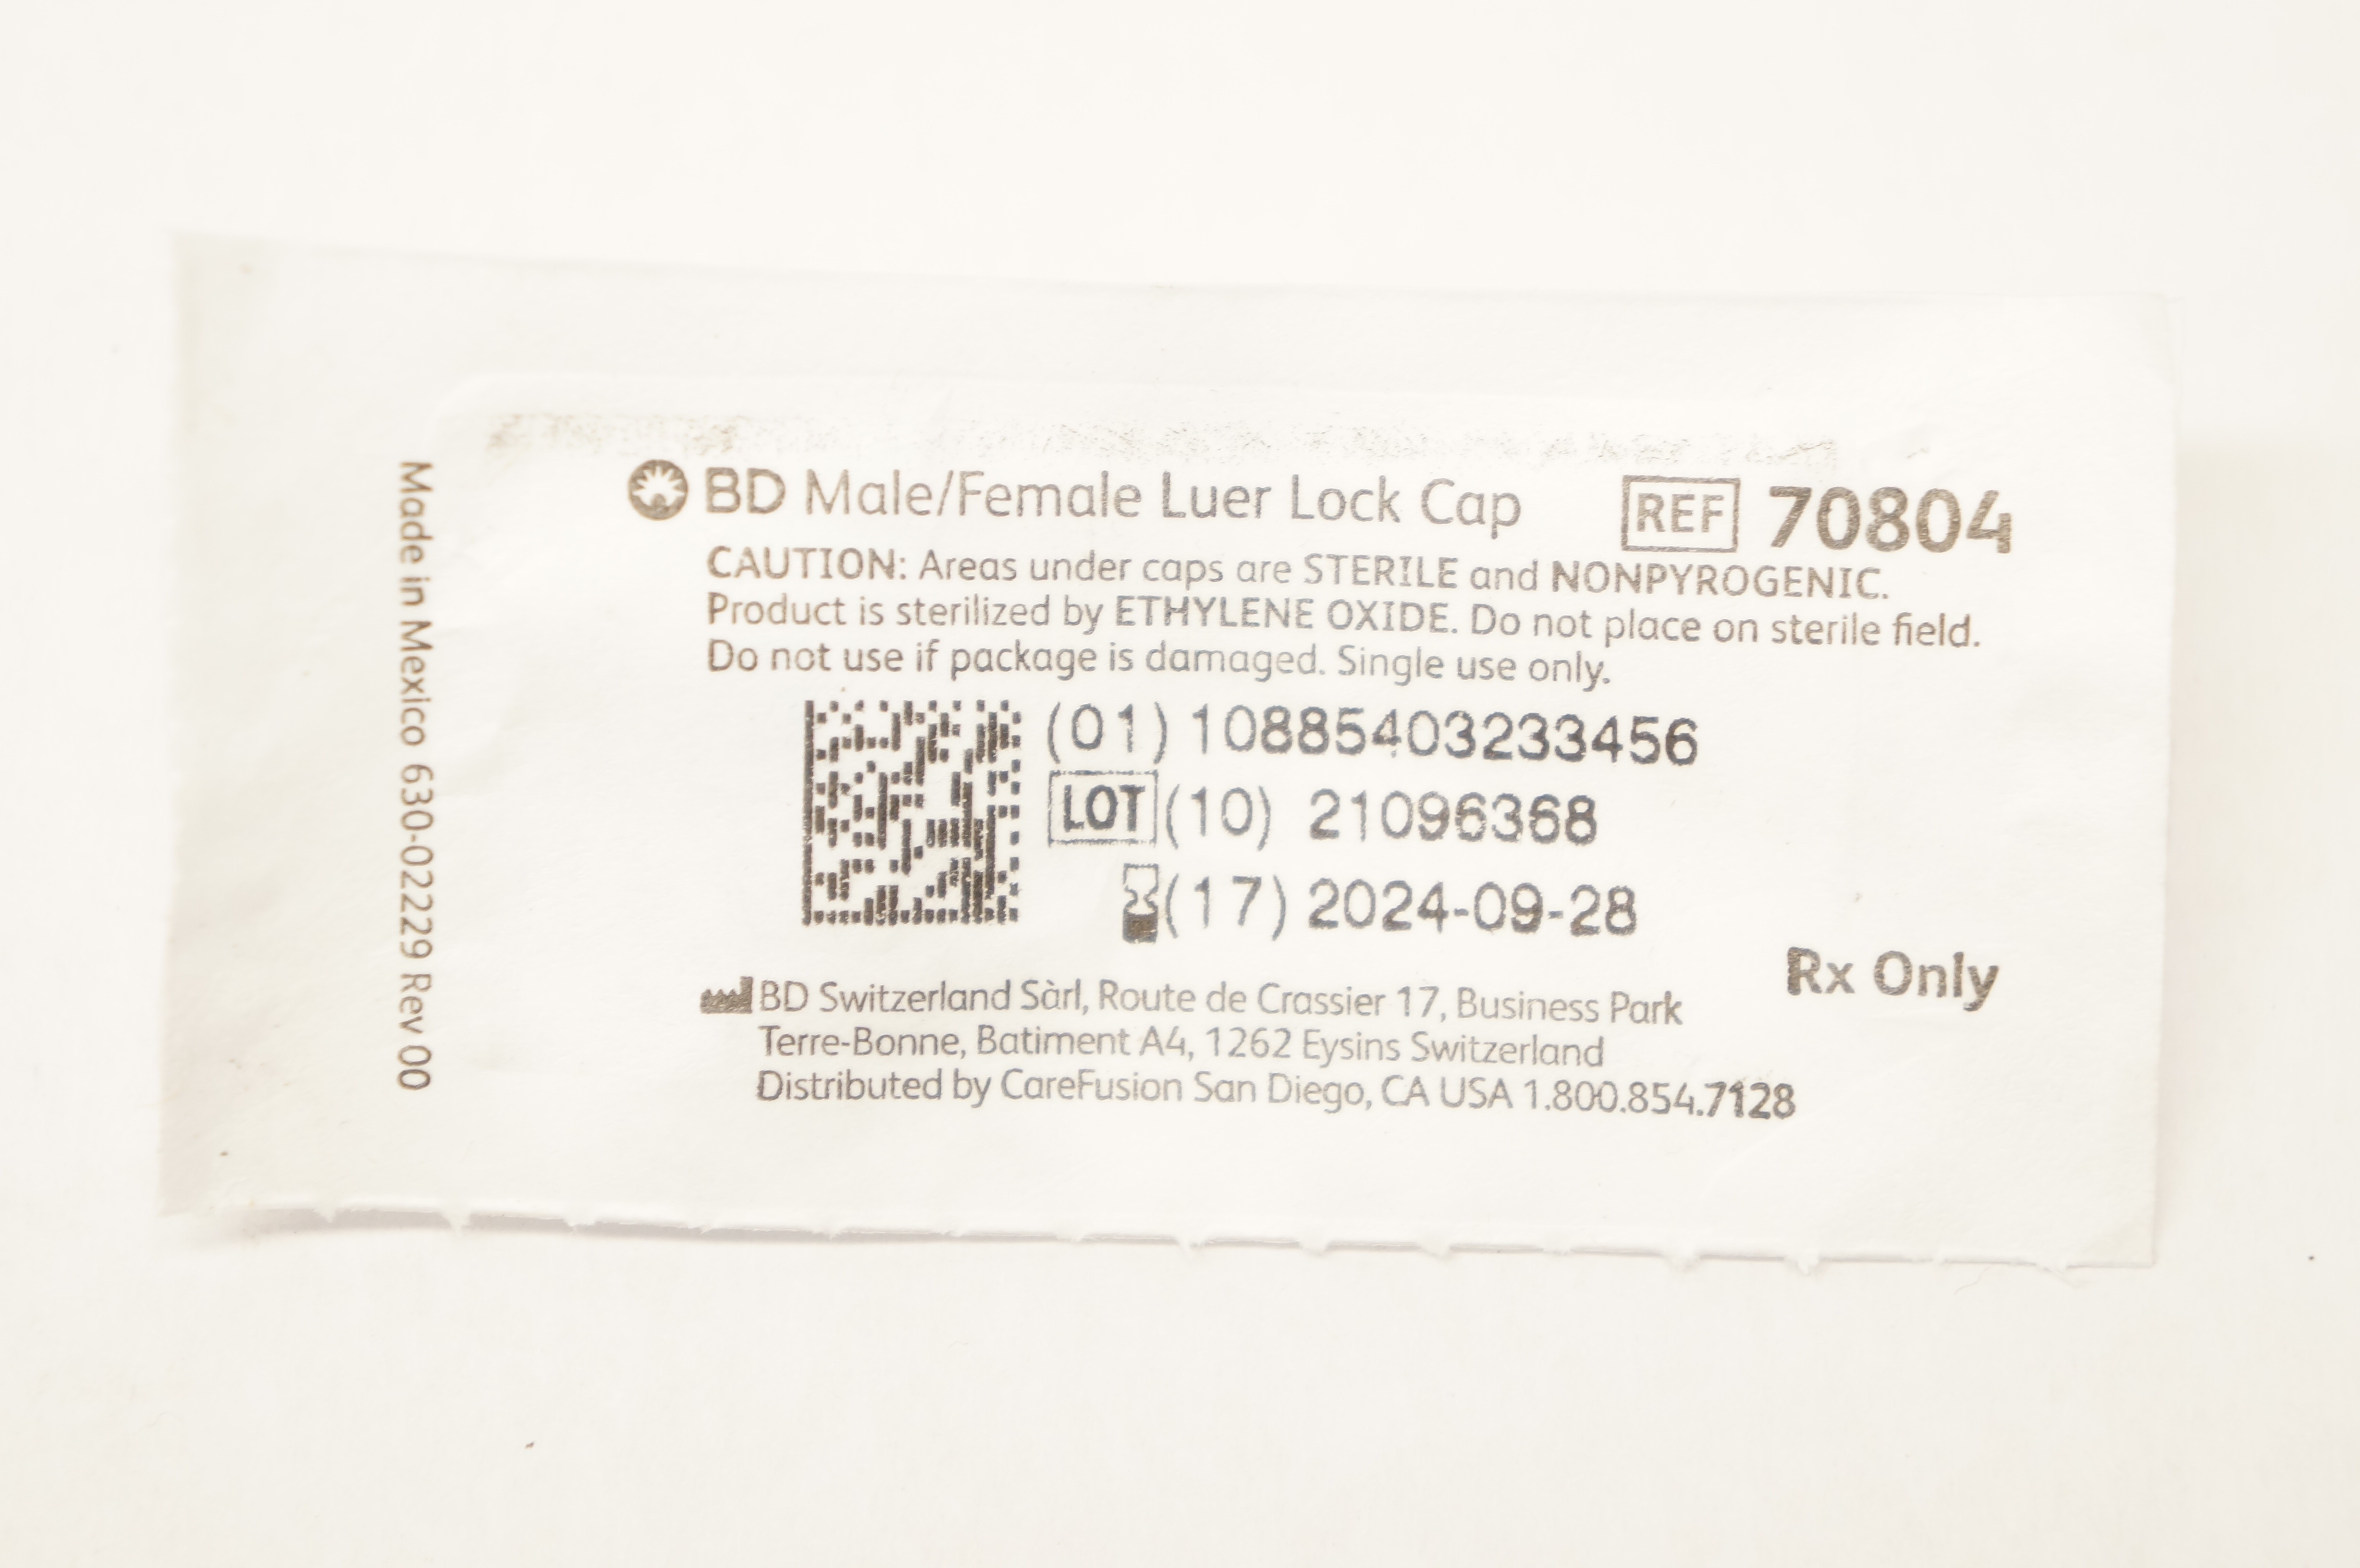 BD Male/Female Luer Lock Cap
REF 70804
CAUTION: Areas under caps are STERILE and NONPYROGENIC.
Product is sterilized by ETHYLENE OXIDE. Do not place on sterile field.
Do not use if package is damaged. Single use only.
(01) 10885403233456
LOT (10) 21096368
(17) 2024-09-28
Rx Only
BD Switzerland Sàrl, Route de Crassier 17, Business Park
Terre-Bonne, Batiment A4, 1262 Eysins Switzerland
Distributed by CareFusion San Diego, CA USA 1.800.854.7128
Made in Mexico 630-02229 Rev 00